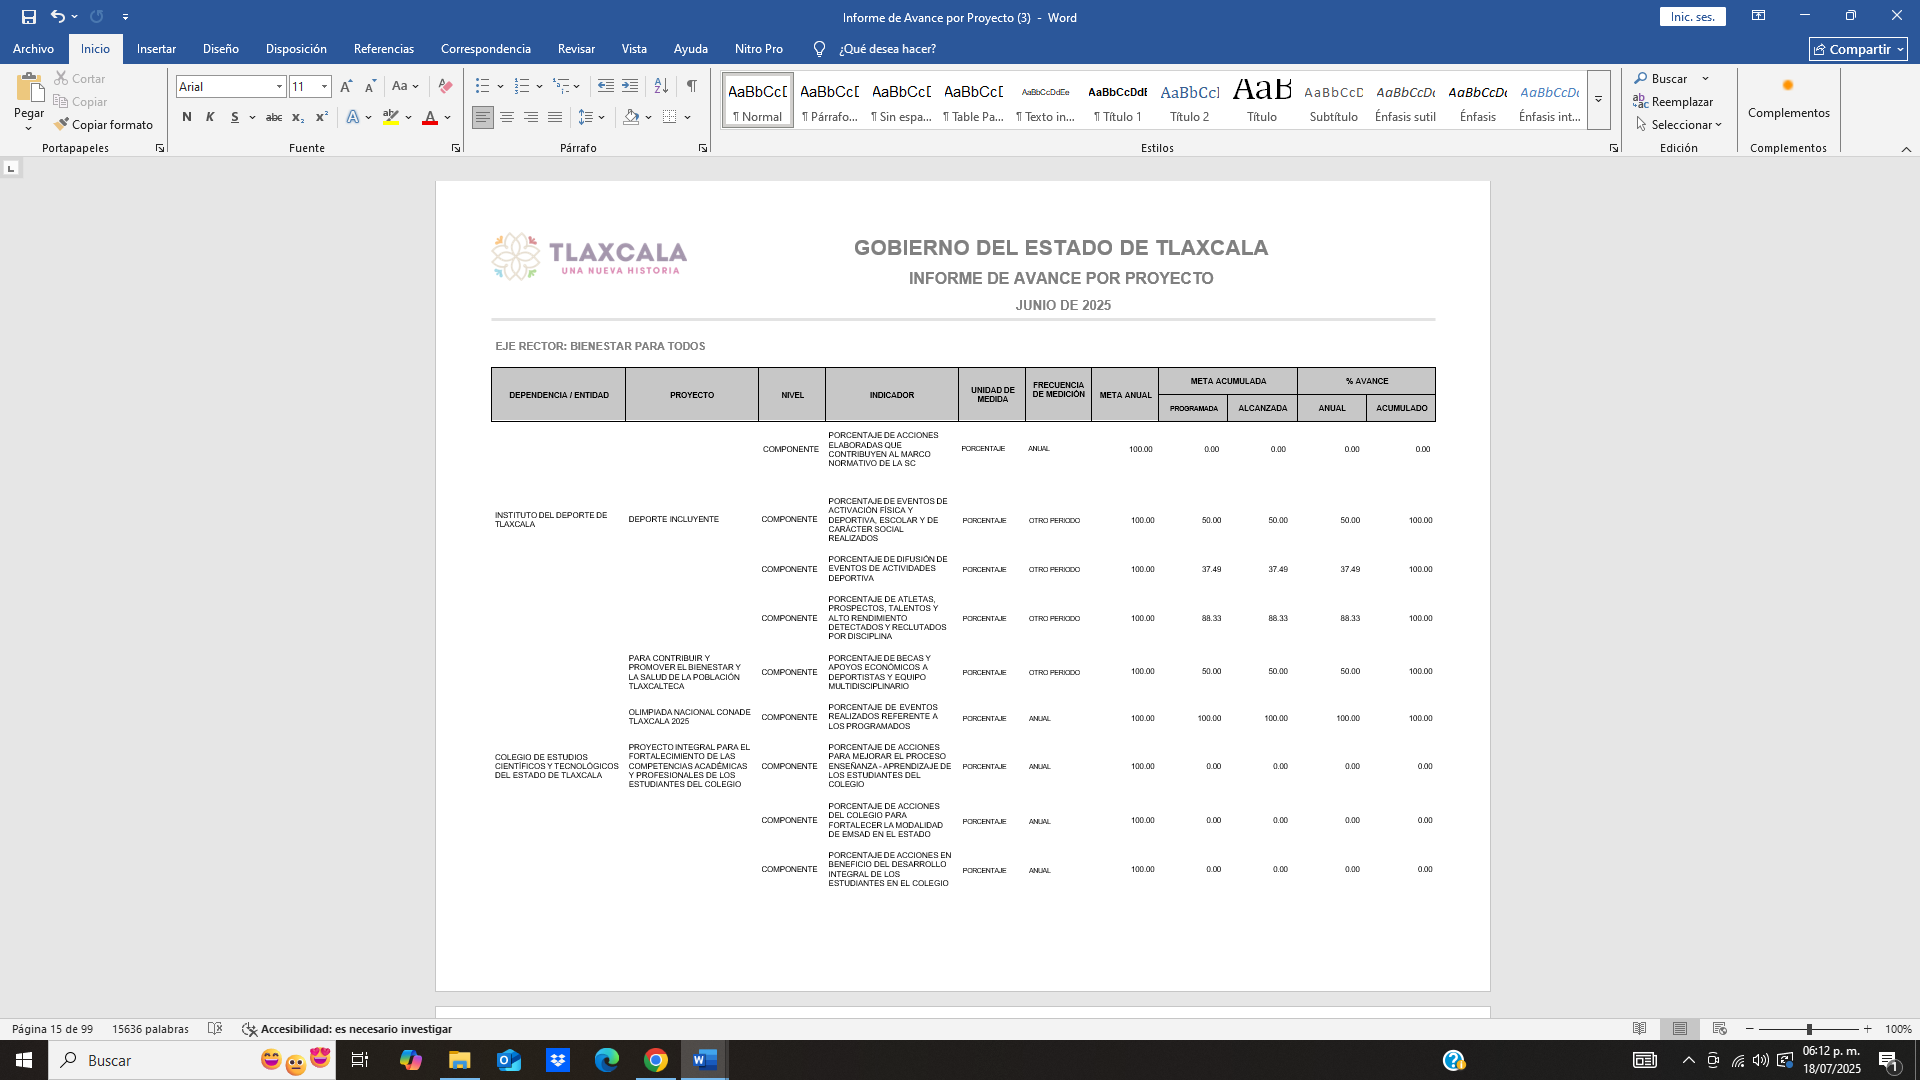 Informe de Avance por Proyecto (3) - Word
Inic. ses.
Archivo Inicio Insertar Diseño Disposición Referencias Correspondencia Revisar Vista Ayuda Nitro Pro ¿Qué desea hacer? Compartir
Pegar
Cortar
Copiar
Copiar formato
Portapapeles
Arial 11
Fuente
Párrafo
AaBbCcDd ¶ Normal
¶ Párrafo...
¶ Sin espa...
¶ Table Pa...
AaBbCcDdEe ¶ Texto in...
¶ Título 1
Título 2
Título
Subtítulo
Énfasis sutil
Énfasis
Énfasis int...
Estilos
Buscar
Reemplazar
Seleccionar
Edición
Complementos
Complementos
TLAXCALA
UNA NUEVA HISTORIA
GOBIERNO DEL ESTADO DE TLAXCALA
INFORME DE AVANCE POR PROYECTO
JUNIO DE 2025
EJE RECTOR: BIENESTAR PARA TODOS
DEPENDENCIA / ENTIDAD PROYECTO NIVEL INDICADOR UNIDAD DE MEDIDA FRECUENCIA DE MEDICIÓN META ANUAL META ACUMULADA % AVANCE
PROGRAMADA ALCANZADA ANUAL ACUMULADO
COMPONENTE PORCENTAJE DE ACCIONES ELABORADAS QUE CONTRIBUYEN AL MARCO NORMATIVO DE LA SC PORCENTAJE ANUAL 100.00 0.00 0.00 0.00 0.00
INSTITUTO DEL DEPORTE DE TLAXCALA DEPORTE INCLUYENTE COMPONENTE PORCENTAJE DE EVENTOS DE ACTIVACIÓN FÍSICA Y DEPORTIVA, ESCOLAR Y DE CARÁCTER SOCIAL REALIZADOS PORCENTAJE OTRO PERIODO 100.00 50.00 50.00 50.00 100.00
COMPONENTE PORCENTAJE DE DIFUSIÓN DE EVENTOS DE ACTIVIDADES DEPORTIVA PORCENTAJE OTRO PERIODO 100.00 37.49 37.49 37.49 100.00
COMPONENTE PORCENTAJE DE ATLETAS, PROSPECTOS, TALENTOS Y ALTO RENDIMIENTO DETECTADOS Y RECLUTADOS POR DISCIPLINA PORCENTAJE OTRO PERIODO 100.00 88.33 88.33 88.33 100.00
PARA CONTRIBUIR Y PROMOVER EL BIENESTAR Y LA SALUD DE LA POBLACIÓN TLAXCALTECA COMPONENTE PORCENTAJE DE BECAS Y APOYOS ECONÓMICOS A DEPORTISTAS Y EQUIPO MULTIDISCIPLINARIO PORCENTAJE OTRO PERIODO 100.00 50.00 50.00 50.00 100.00
OLIMPIADA NACIONAL CONADE TLAXCALA 2025 COMPONENTE PORCENTAJE DE EVENTOS REALIZADOS REFERENTE A LOS PROGRAMADOS PORCENTAJE ANUAL 100.00 100.00 100.00 100.00 100.00
COLEGIO DE ESTUDIOS CIENTÍFICOS Y TECNOLÓGICOS DEL ESTADO DE TLAXCALA PROYECTO INTEGRAL PARA EL FORTALECIMIENTO DE LAS COMPETENCIAS ACADÉMICAS Y PROFESIONALES DE LOS ESTUDIANTES DEL COLEGIO COMPONENTE PORCENTAJE DE ACCIONES PARA MEJORAR EL PROCESO ENSEÑANZA - APRENDIZAJE DE LOS ESTUDIANTES DEL COLEGIO PORCENTAJE ANUAL 100.00 0.00 0.00 0.00 0.00
COMPONENTE PORCENTAJE DE ACCIONES DEL COLEGIO PARA FORTALECER LA MODALIDAD DE EMSAD EN EL ESTADO PORCENTAJE ANUAL 100.00 0.00 0.00 0.00 0.00
COMPONENTE PORCENTAJE DE ACCIONES EN BENEFICIO DEL DESARROLLO INTEGRAL DE LOS ESTUDIANTES EN EL COLEGIO PORCENTAJE ANUAL 100.00 0.00 0.00 0.00 0.00
Página 15 de 99 15636 palabras Accesibilidad: es necesario investigar 100%
Buscar
06:12 p. m.
18/07/2025